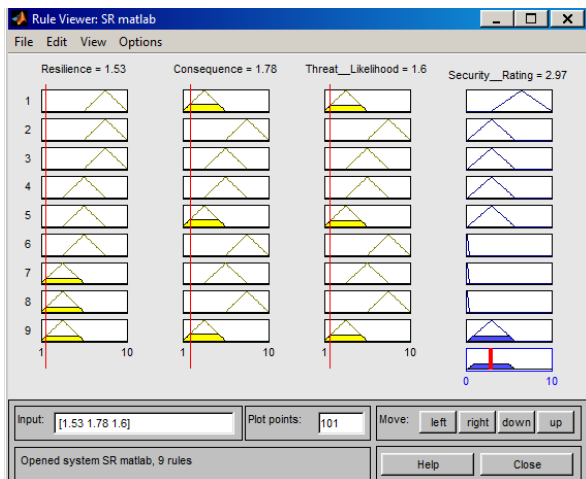 Rule Viewer: SR matlab
File Edit View Options
Resilience = 1.53 Consequence = 1.78 Threat__Likelihood = 1.6 Security__Rating = 2.97
1
2
3
4
5
6
7
8
9
1 10 1 10 1 10
0 10
Input: [1.53 1.78 1.6] Plot points: 101 Move: left right down up
Opened system SR matlab, 9 rules Help Close